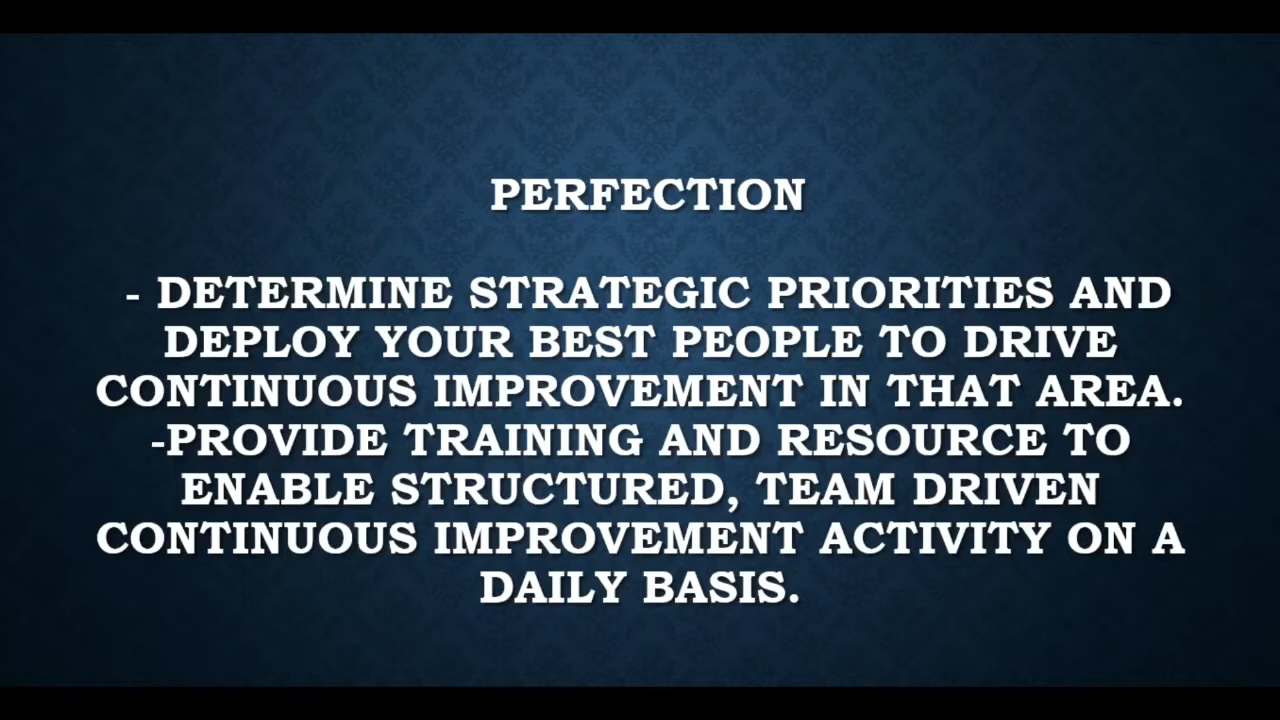 PERFECTION
- DETERMINE STRATEGIC PRIORITIES AND
DEPLOY YOUR BEST PEOPLE TO DRIVE
CONTINUOUS IMPROVEMENT IN THAT AREA.
-PROVIDE TRAINING AND RESOURCE TO
ENABLE STRUCTURED, TEAM DRIVEN
CONTINUOUS IMPROVEMENT ACTIVITY ON A
DAILY BASIS.